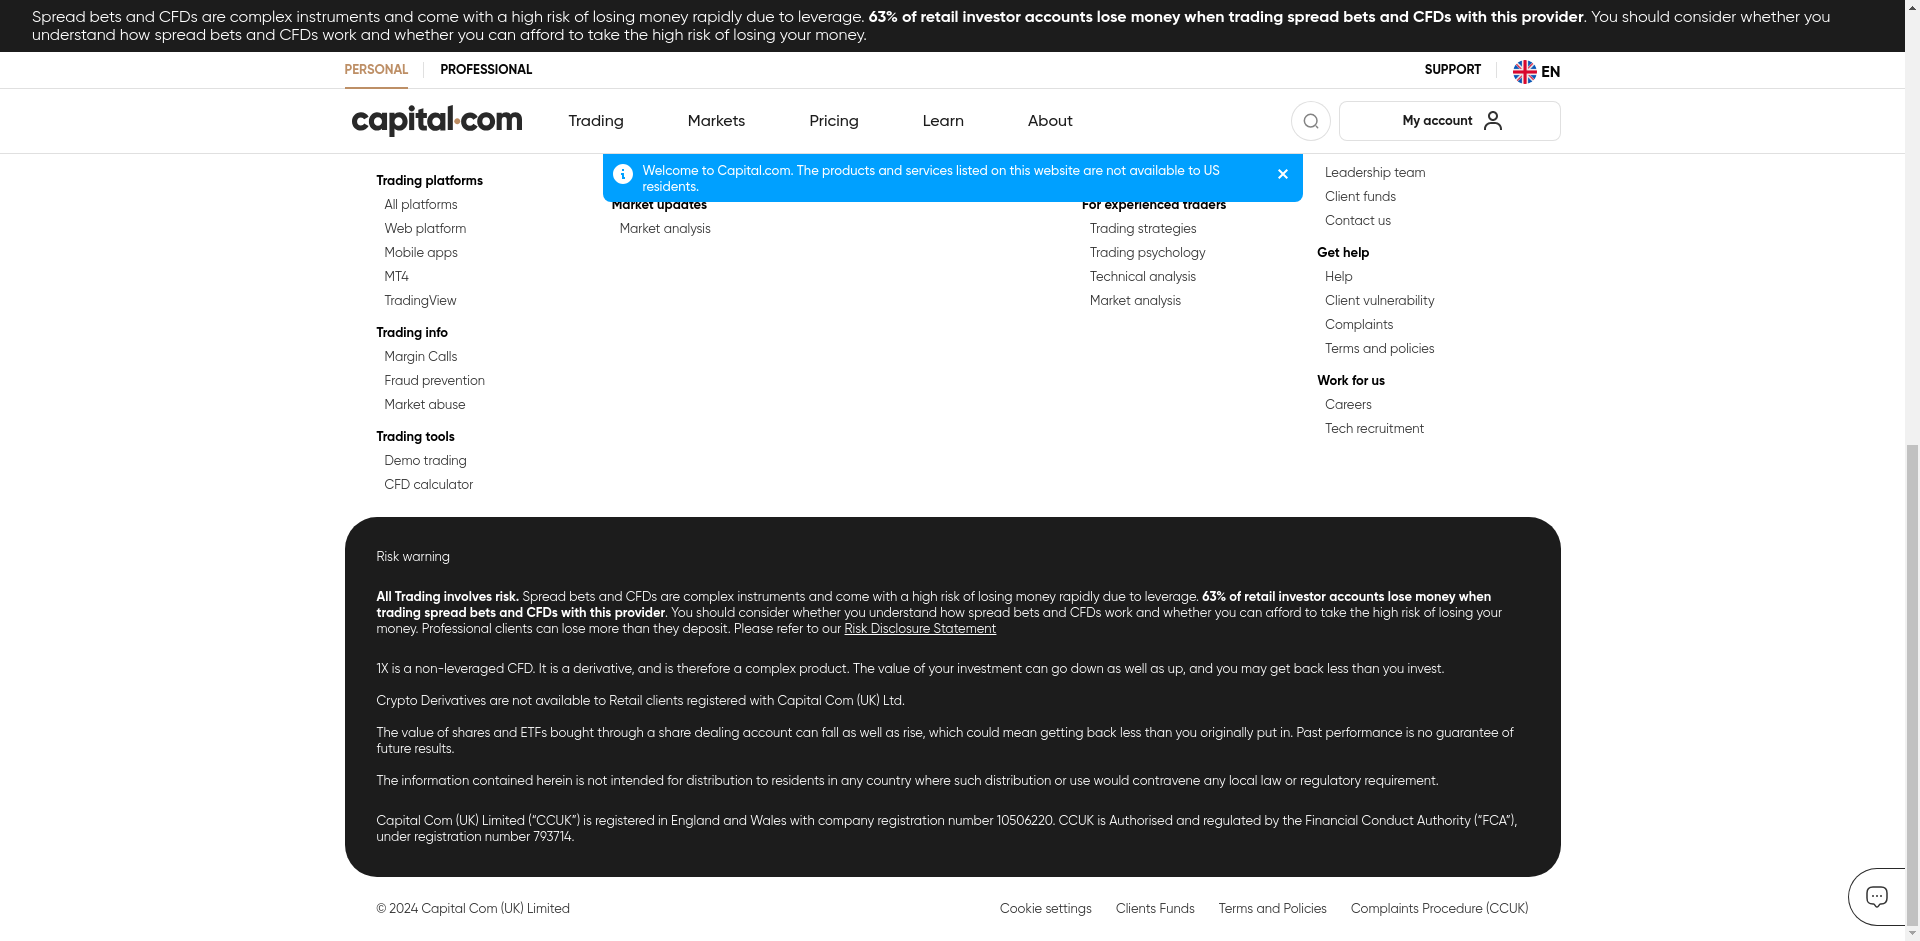 Spread bets and CFDs are complex instruments and come with a high risk of losing money rapidly due to leverage. 63% of retail investor accounts lose money when trading spread bets and CFDs with this provider. You should consider whether you
understand how spread bets and CFDs work and whether you can afford to take the high risk of losing your money.
PERSONAL
PROFESSIONAL
SUPPORT
EN
capital.com
Trading
Markets
Pricing
Learn
About
My account
Welcome to Capital.com. The products and services listed on this website are not available to US
residents.
Trading platforms
All platforms
Web platform
Mobile apps
MT4
TradingView
Trading info
Margin Calls
Fraud prevention
Market abuse
Trading tools
Demo trading
CFD calculator
Market updates
Market analysis
For experienced traders
Trading strategies
Trading psychology
Technical analysis
Market analysis
Leadership team
Client funds
Contact us
Get help
Help
Client vulnerability
Complaints
Terms and policies
Work for us
Careers
Tech recruitment
Risk warning
All Trading involves risk. Spread bets and CFDs are complex instruments and come with a high risk of losing money rapidly due to leverage. 63% of retail investor accounts lose money when
trading spread bets and CFDs with this provider. You should consider whether you understand how spread bets and CFDs work and whether you can afford to take the high risk of losing your
money. Professional clients can lose more than they deposit. Please refer to our Risk Disclosure Statement
1X is a non-leveraged CFD. It is a derivative, and is therefore a complex product. The value of your investment can go down as well as up, and you may get back less than you invest.
Crypto Derivatives are not available to Retail clients registered with Capital Com (UK) Ltd.
The value of shares and ETFs bought through a share dealing account can fall as well as rise, which could mean getting back less than you originally put in. Past performance is no guarantee of
future results.
The information contained herein is not intended for distribution to residents in any country where such distribution or use would contravene any local law or regulatory requirement.
Capital Com (UK) Limited (“CCUK”) is registered in England and Wales with company registration number 10506220. CCUK is Authorised and regulated by the Financial Conduct Authority (“FCA”),
under registration number 793714.
© 2024 Capital Com (UK) Limited
Cookie settings
Clients Funds
Terms and Policies
Complaints Procedure (CCUK)